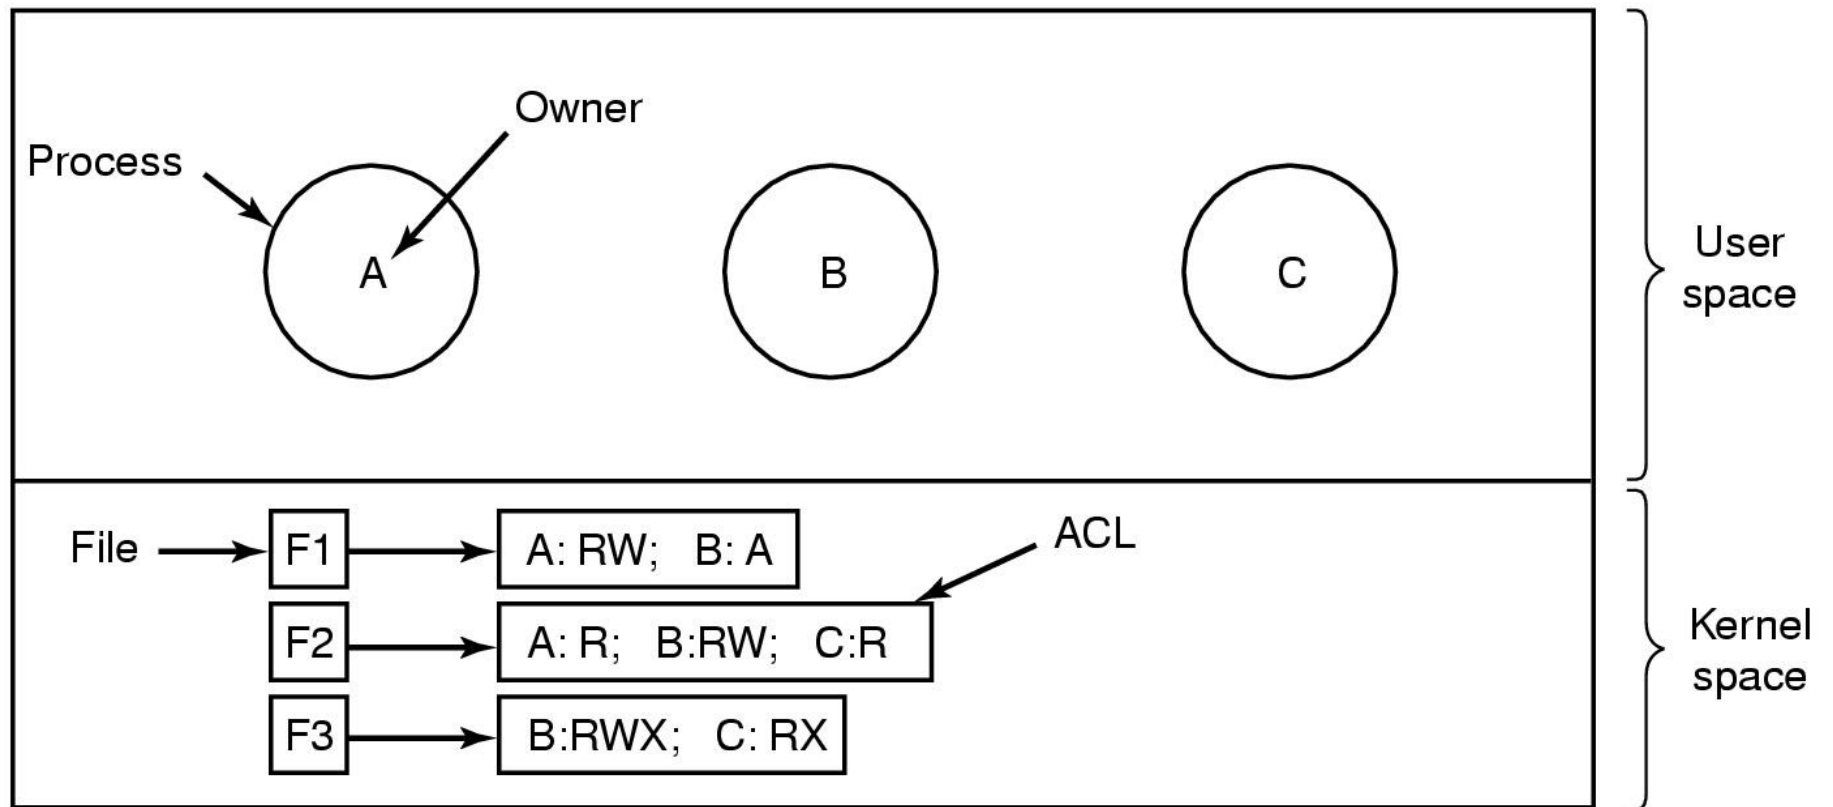 Owner
Process
A
B
C
User
space
File
F1
A: RW; B: A
ACL
F2
A: R; B:RW; C:R
F3
B:RWX; C: RX
Kernel
space